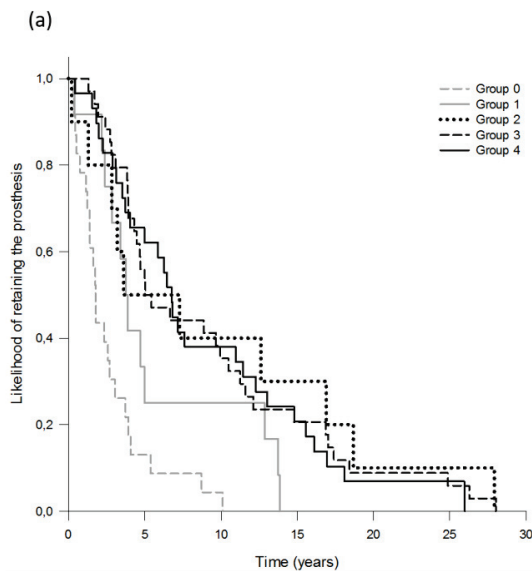 (a)
1,0
0,8
0,6
0,4
0,2
0,0
Likelihood of retaining the prosthesis
Group 0
Group 1
Group 2
Group 3
Group 4
0 5 10 15 20 25 30
Time (years)